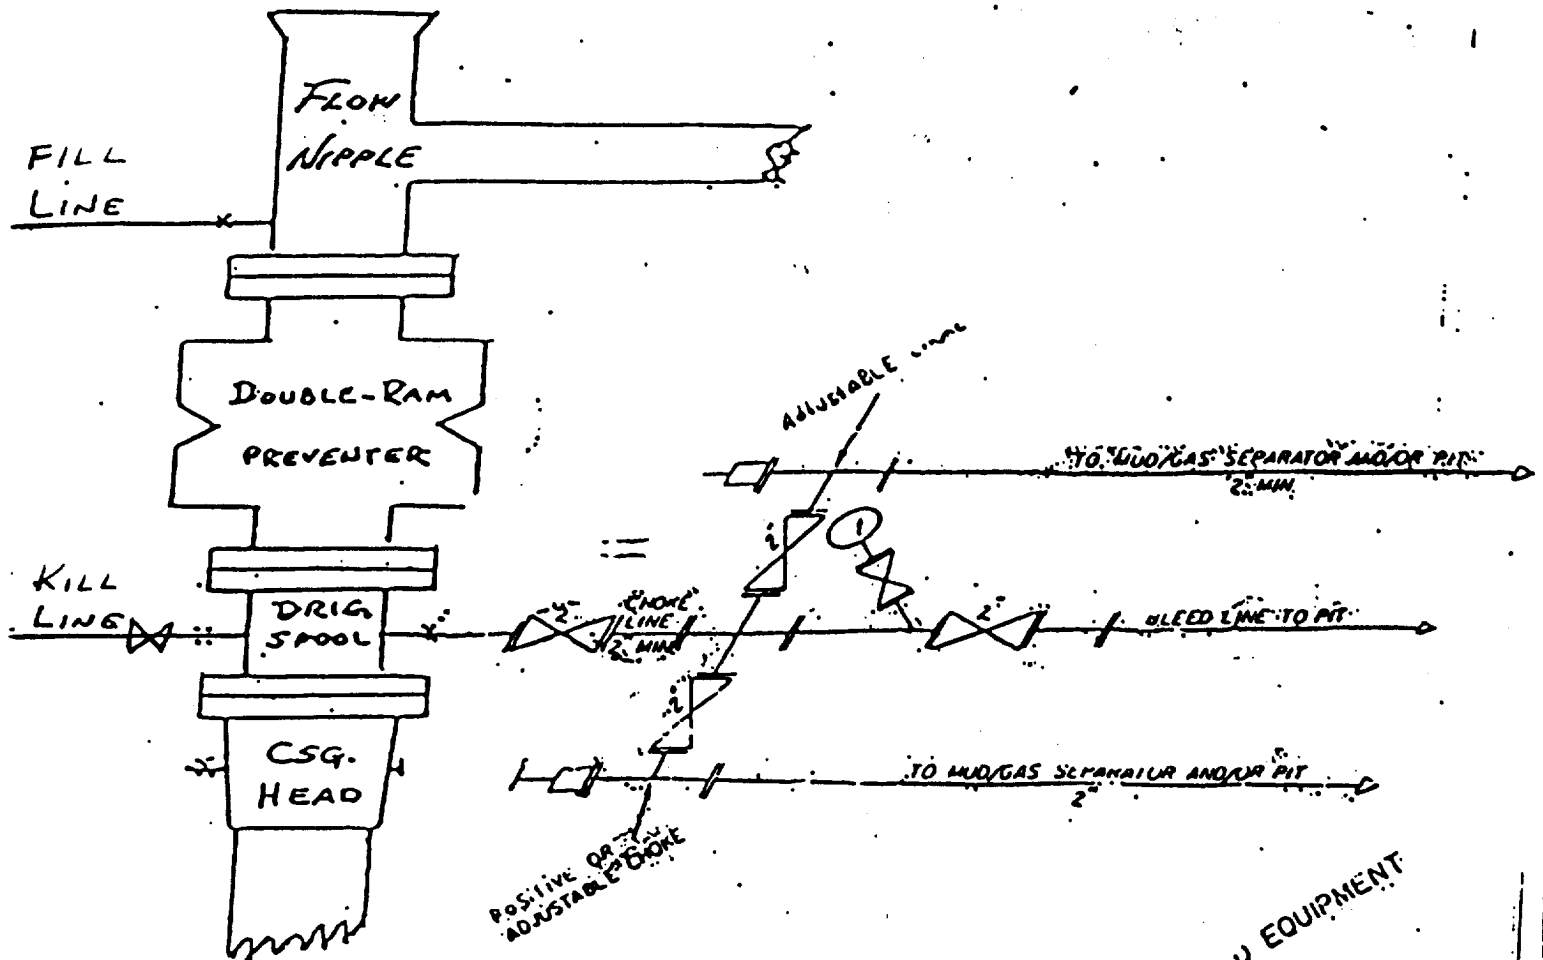 FLOW
NIPPLE
FILL
LINE
DOUBLE-RAM
PREVENTER
ADJUSTABLE
TO MUD/GAS SEPARATOR AND/OR PIT
2" MIN
2"
1
KILL
LINE
DRLG
SPOOL
CHOKE
LINE
2" MIN
2"
BLEED LINE TO PIT
2"
CSG.
HEAD
TO MUD/GAS SEPARATOR AND/OR PIT
2"
POSITIVE OR
ADJUSTABLE CHOKE
EQUIPMENT